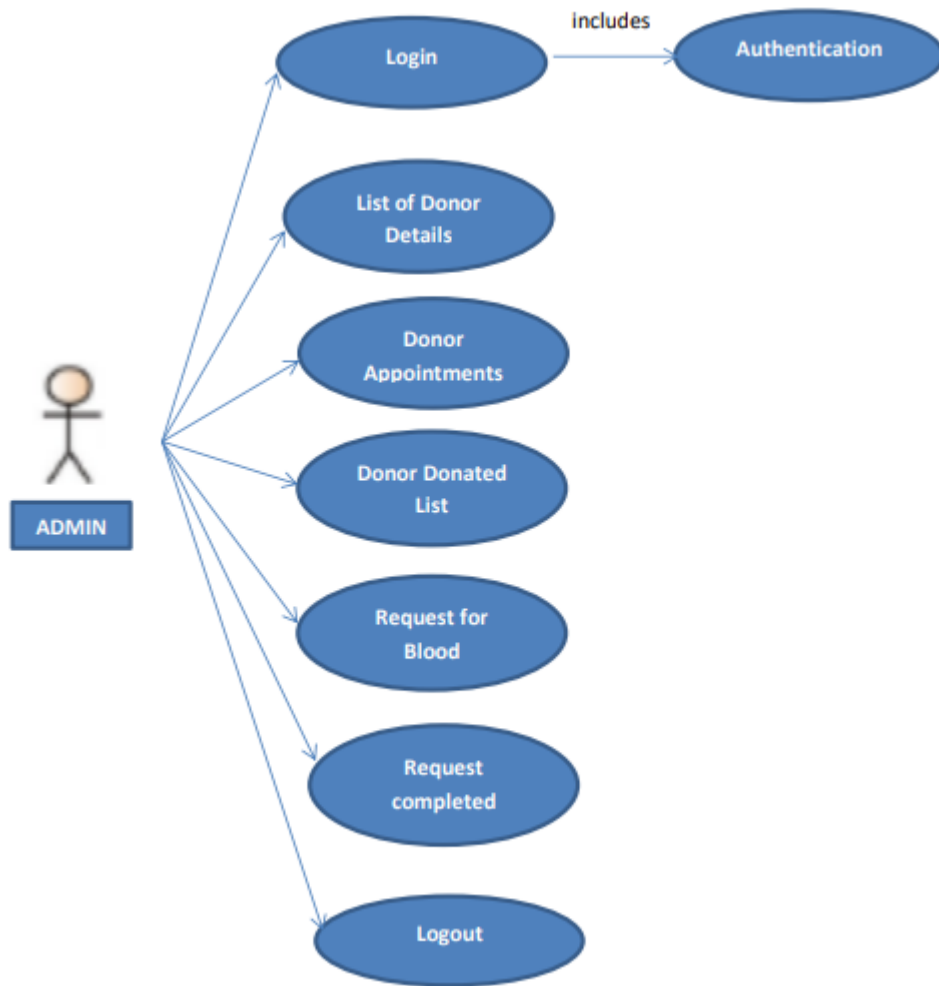 includes
Login
Authentication
List of Donor
Details
Donor
Appointments
Donor Donated
List
ADMIN
Request for
Blood
Request
completed
Logout